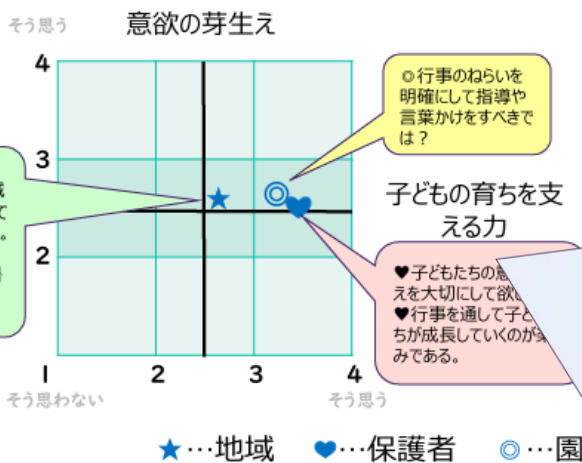 そう思う
意欲の芽生え
4
3
2
1
2
3
4
そう思わない
そう思う
◎行事のねらいを
明確にして指導や
言葉かけをすべきで
は？
子どもの育ちを支
える力
♥子どもたちの意
えを大切にして欲し
♥行事を通して子ど
ちが成長していくのが楽
みである。
て
。
★…地域
♥…保護者
◎…園